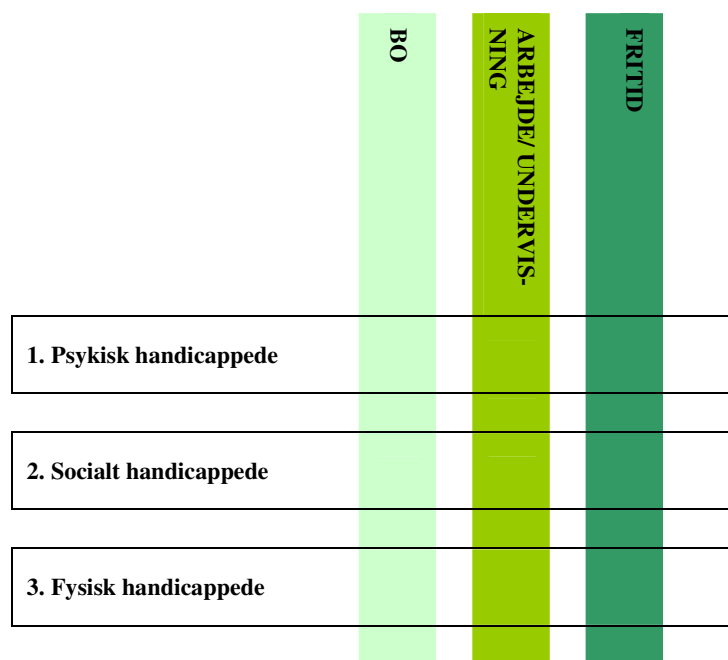 BO
ARBEJDE/ UNDERVIS-
NING
FRITID
1. Psykisk handicappede
2. Socialt handicappede
3. Fysisk handicappede